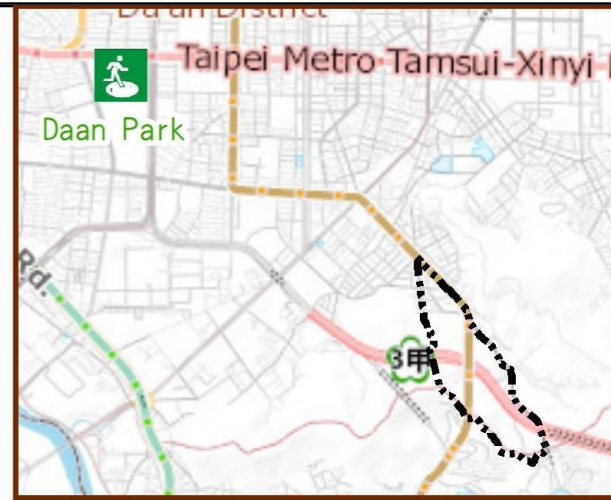 Da'an District
Taipei Metro Tamsui-Xinyi
Daan Park
Rd.
3甲